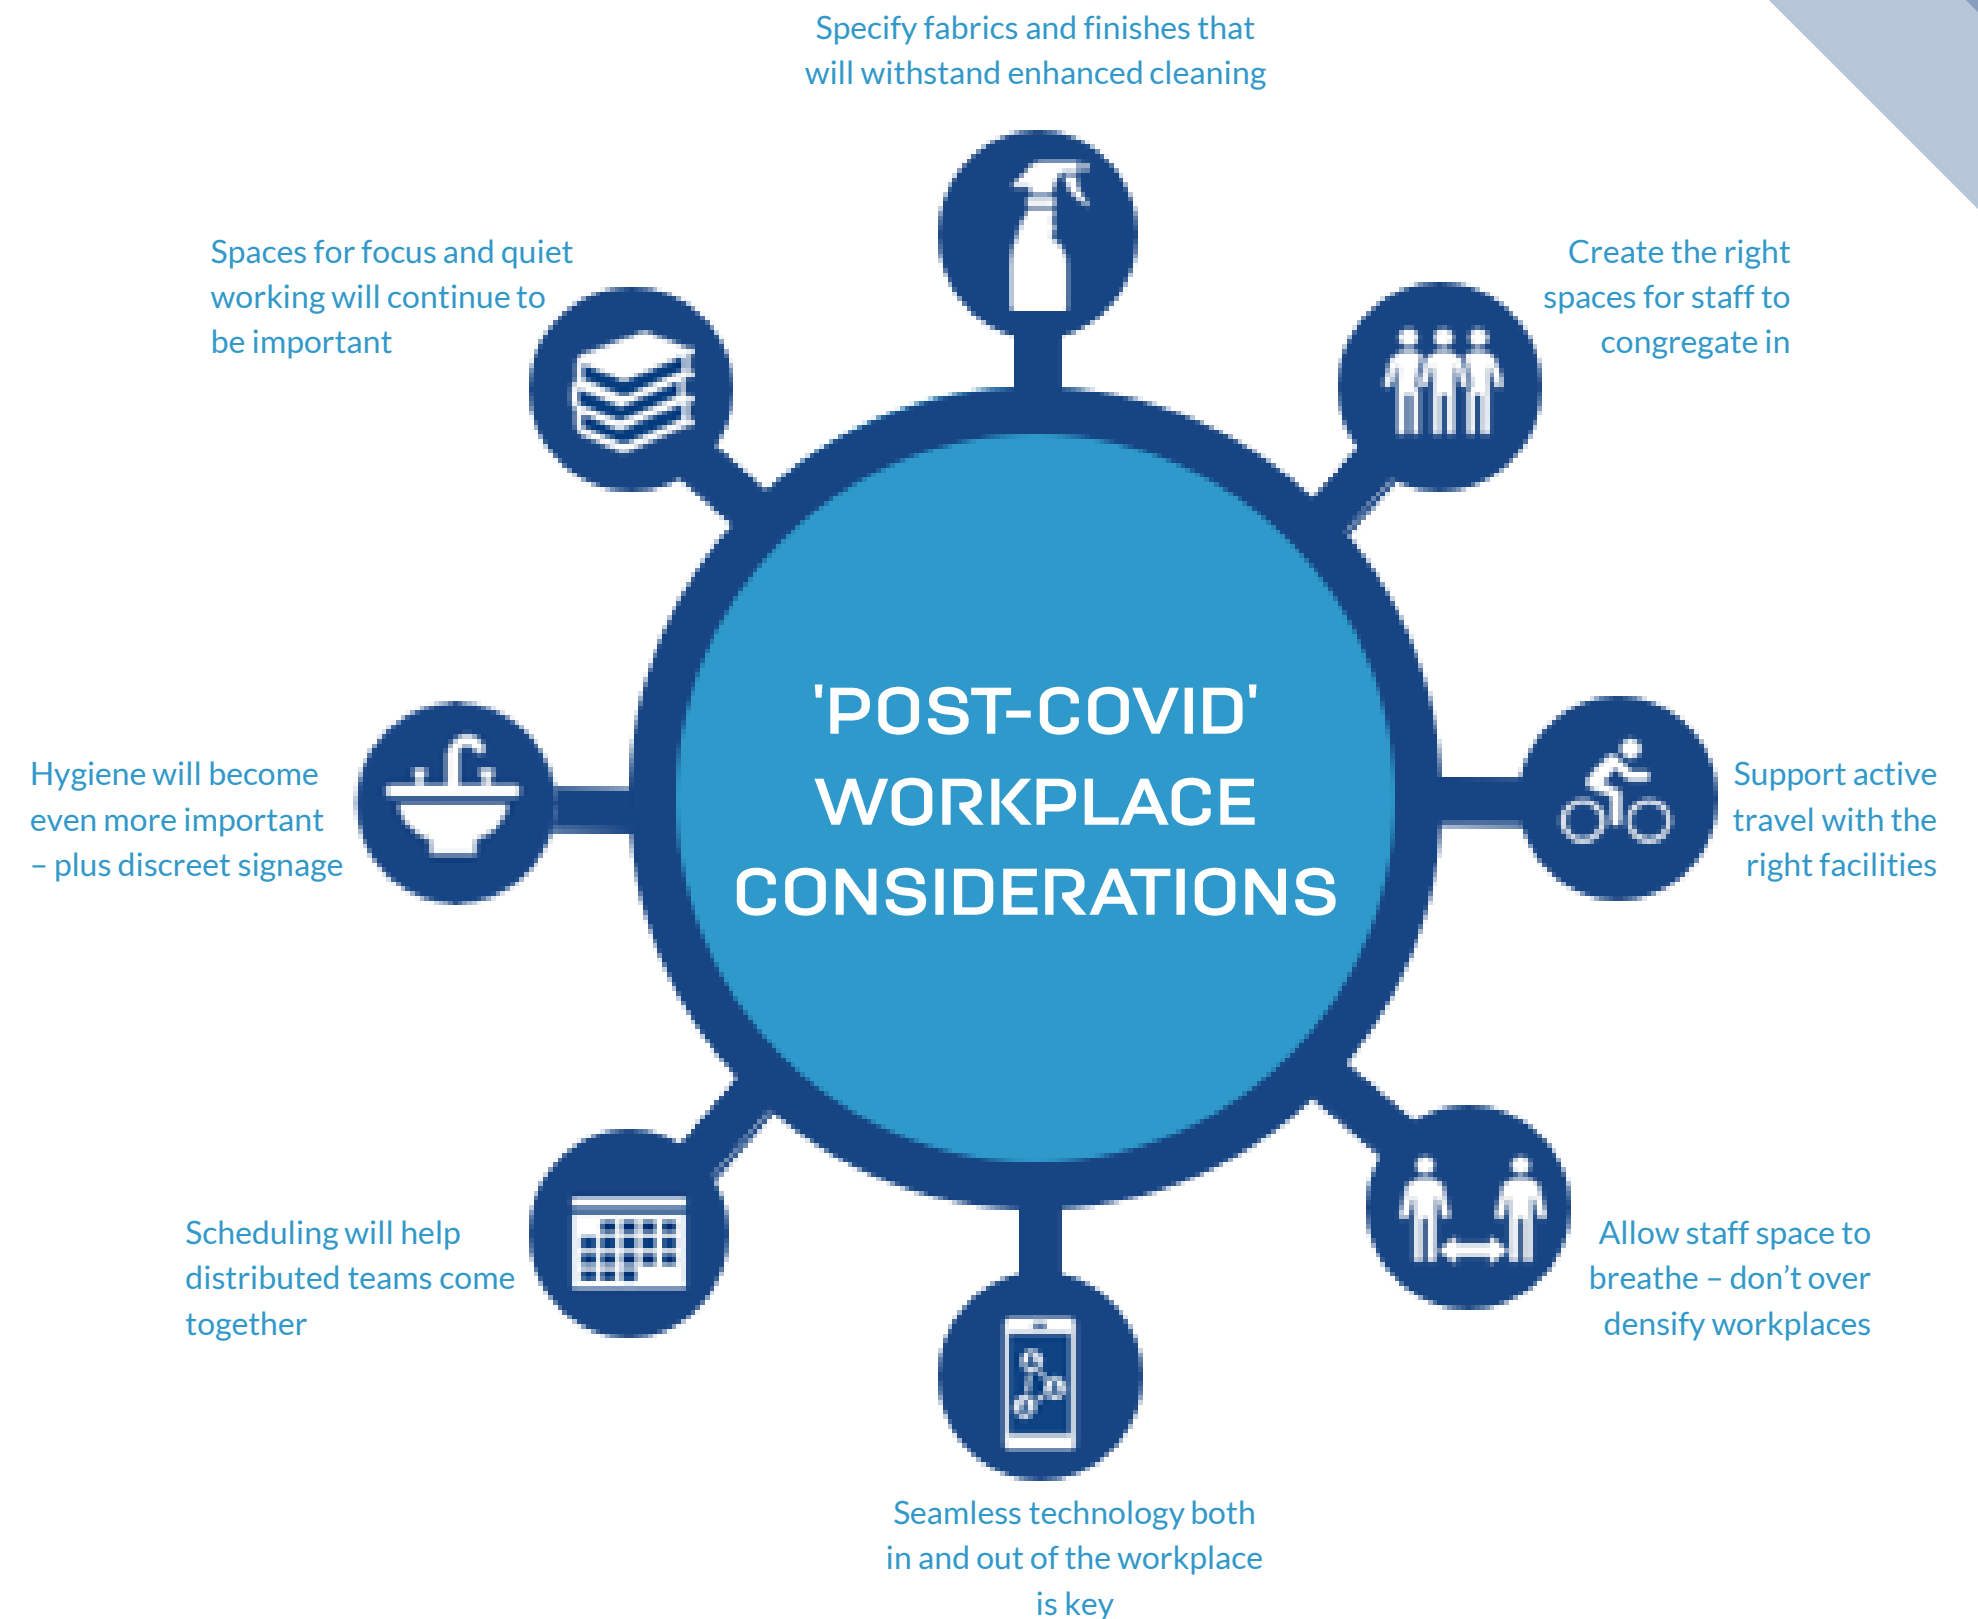 Specify fabrics and finishes that
will withstand enhanced cleaning
Create the right
spaces for staff to
congregate in
Support active
travel with the
right facilities
Allow staff space to
breathe – don’t over
densify workplaces
Seamless technology both
in and out of the workplace
is key
Scheduling will help
distributed teams come
together
Hygiene will become
even more important
– plus discreet signage
Spaces for focus and quiet
working will continue to
be important
'POST-COVID'
WORKPLACE
CONSIDERATIONS